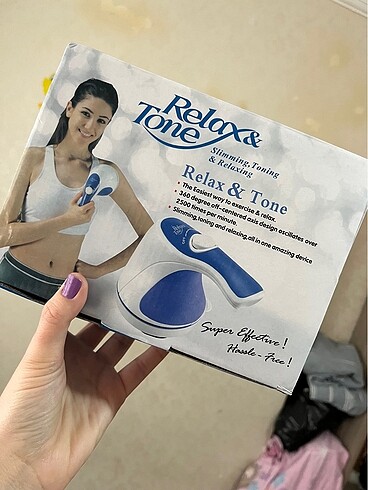 Relax &
Tone
Slimming, Toning
& Relaxing
Relax & Tone
• The Easiest way to exercise & relax.
• 360 degree off-centered axis design oscillates over
2500 times per minute.
• Slimming, toning and relaxing, all in one amazing device
Super Effective!
Hassle-Free!